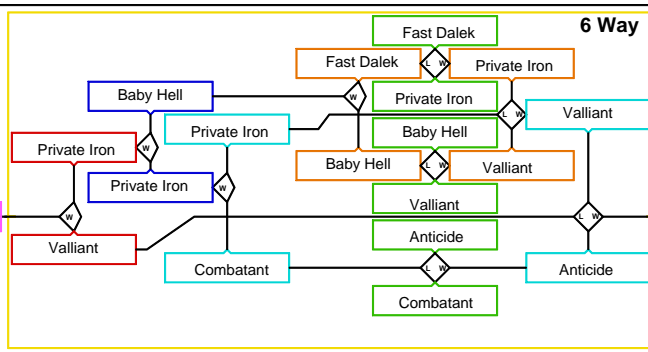 6 Way
Fast Dalek
Fast Dalek
L W
Private Iron
Baby Hell
W
Private Iron
Valliant
Private Iron
L W
Baby Hell
Private Iron
W
Baby Hell
L W
Valliant
Private Iron
W
Valliant
W
L W
Valliant
Anticide
Combatant
L W
Anticide
Combatant